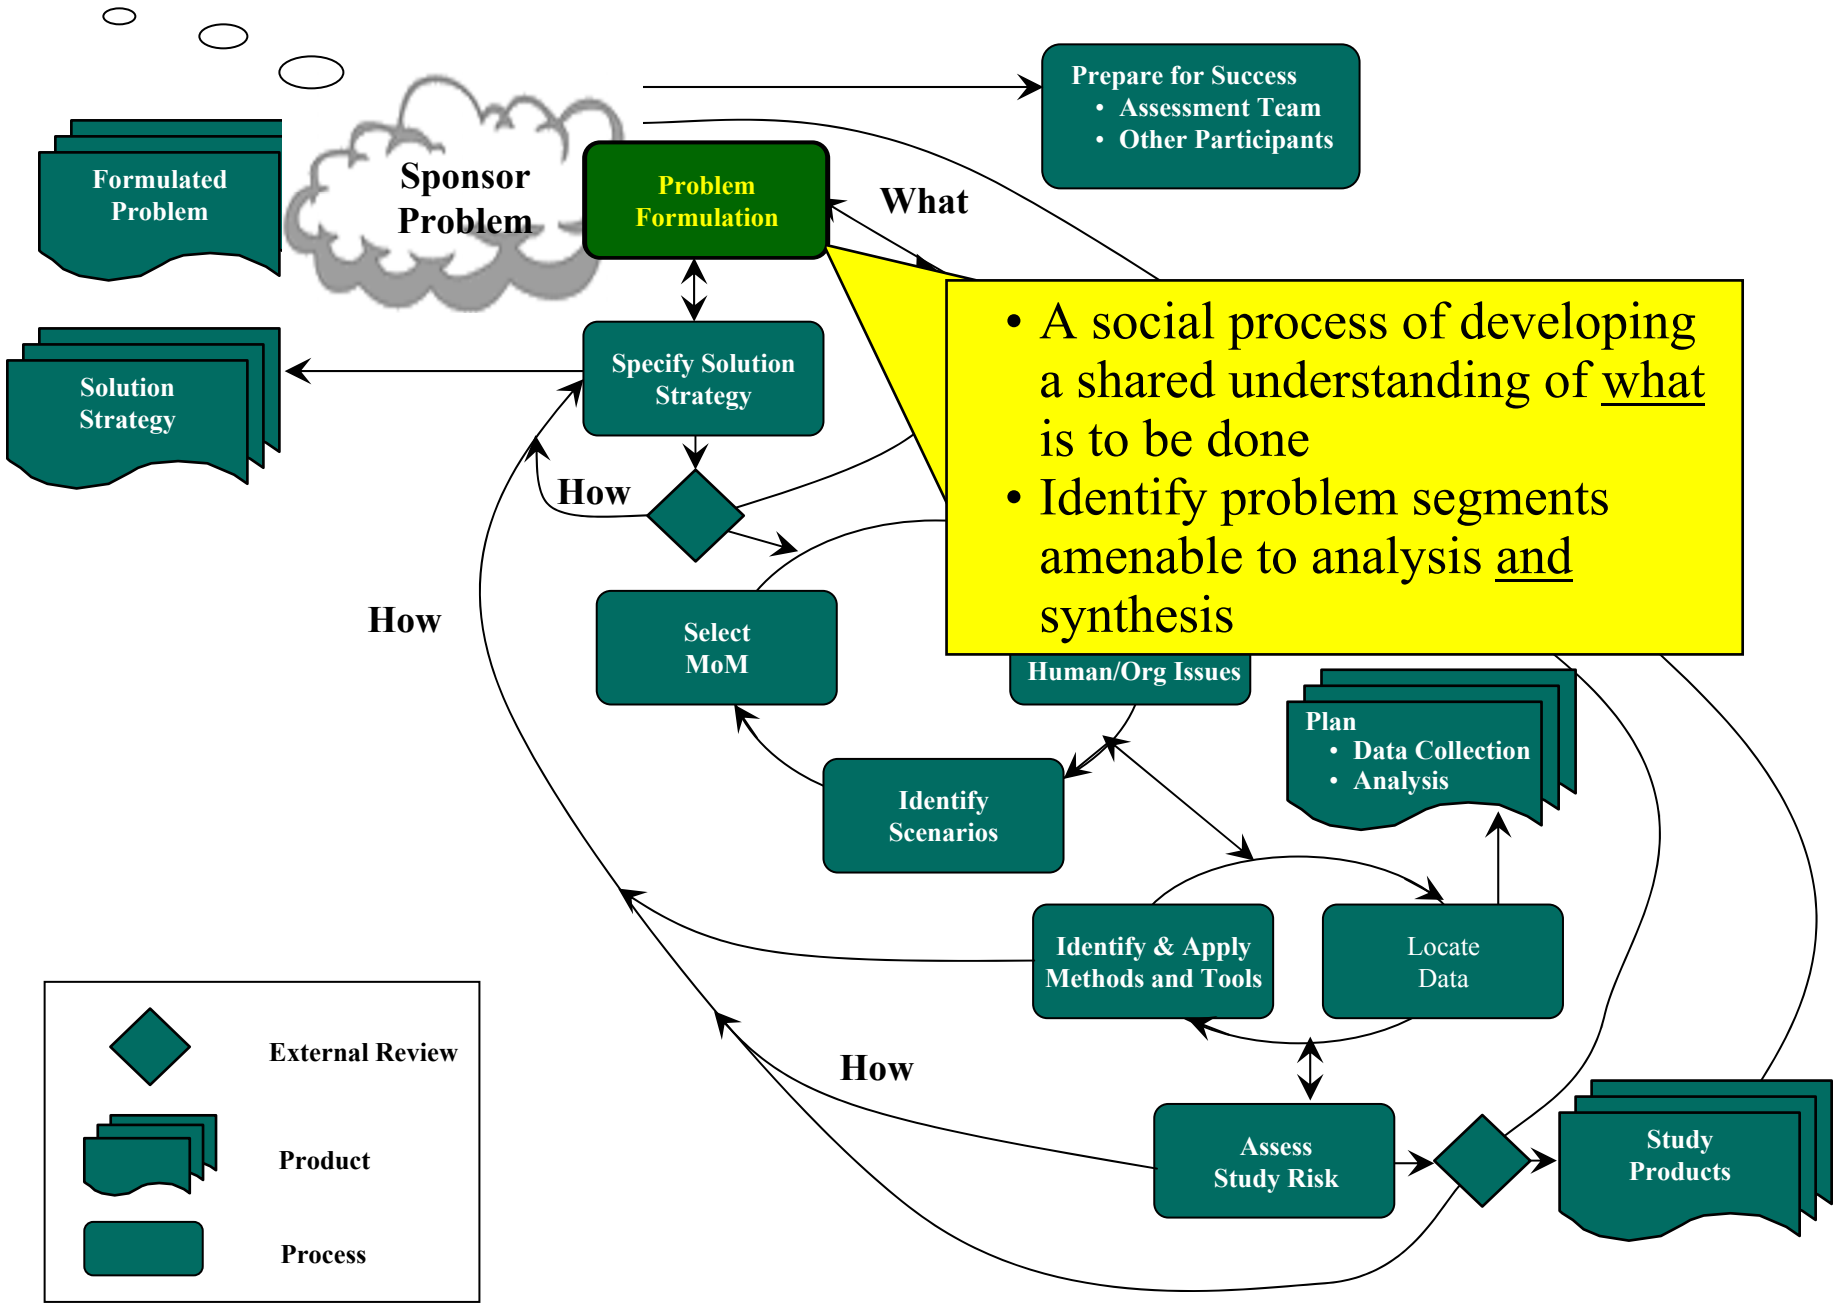 Prepare for Success
• Assessment Team
• Other Participants
Formulated
Problem
Sponsor
Problem
Problem
Formulation
What
• A social process of developing
a shared understanding of what
is to be done
• Identify problem segments
amenable to analysis and
synthesis
Specify Solution
Strategy
Solution
Strategy
How
How
Select
MoM
Human/Org Issues
Plan
• Data Collection
• Analysis
Identify
Scenarios
Identify & Apply
Methods and Tools
Locate
Data
How
Assess
Study Risk
Study
Products
External Review
Product
Process